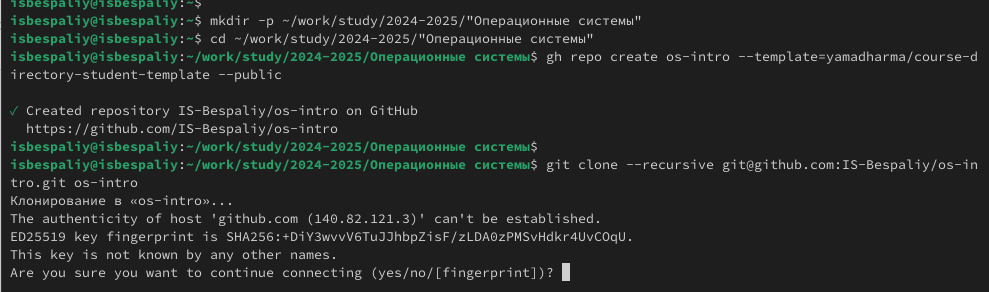 isbespaliy@isbespaliy:~$
isbespaliy@isbespaliy:~$ mkdir -p ~/work/study/2024-2025/"Операционные системы"
isbespaliy@isbespaliy:~$ cd ~/work/study/2024-2025/"Операционные системы"
isbespaliy@isbespaliy:~/work/study/2024-2025/Операционные системы$ gh repo create os-intro --template=yamadharma/course-d
irectory-student-template --public
✓ Created repository IS-Bespaliy/os-intro on GitHub
https://github.com/IS-Bespaliy/os-intro
isbespaliy@isbespaliy:~/work/study/2024-2025/Операционные системы$
isbespaliy@isbespaliy:~/work/study/2024-2025/Операционные системы$ git clone --recursive git@github.com:IS-Bespaliy/os-in
tro.git os-intro
Клонирование в «os-intro»...
The authenticity of host 'github.com (140.82.121.3)' can't be established.
ED25519 key fingerprint is SHA256:+DiY3wvvV6TuJJhbpZisF/zLDA0zPMSvHdkr4UvCOqU.
This key is not known by any other names.
Are you sure you want to continue connecting (yes/no/[fingerprint])?